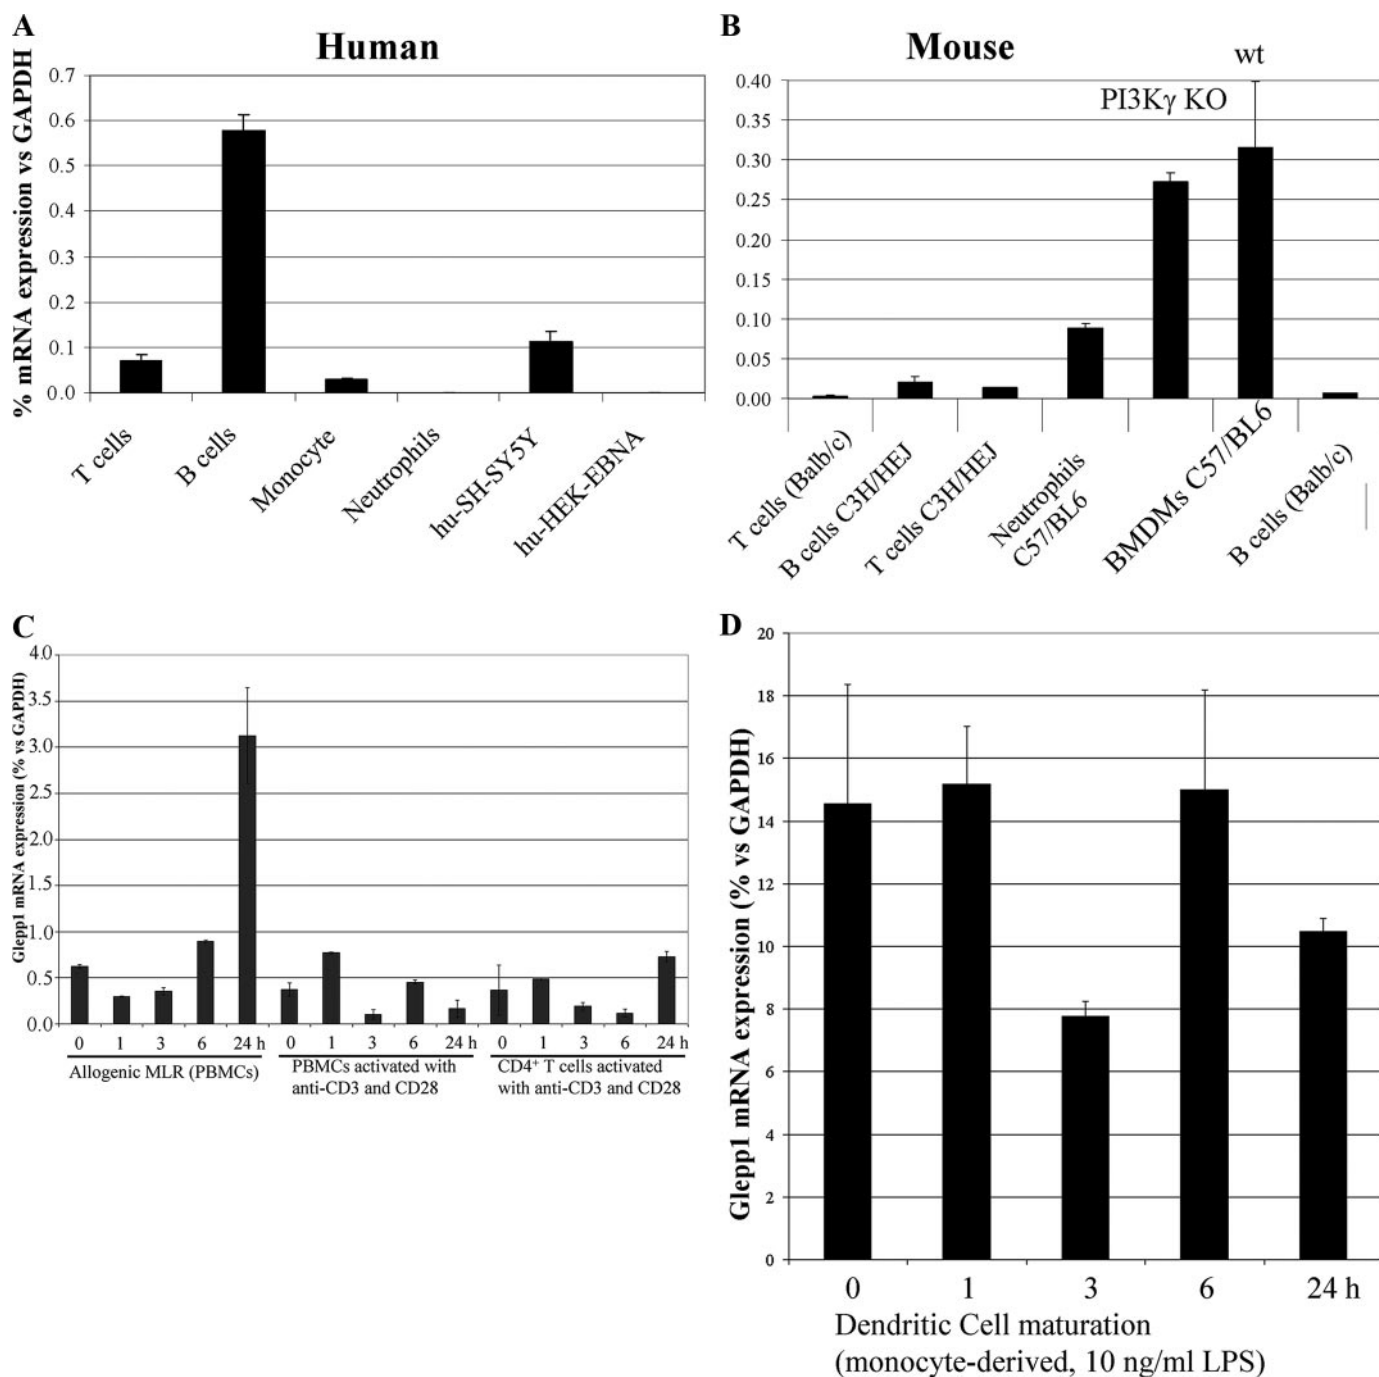 A
Human
% mRNA expression vs GAPDH
0.7
0.6
0.5
0.4
0.3
0.2
0.1
0.0
T cells
B cells
Monocyte
Neutrophils
hu-SH-SY5Y
hu-HEK-EBNA
B
Mouse
wt
PI3Kγ KO
0.40
0.35
0.30
0.25
0.20
0.15
0.10
0.05
0.00
T cells (Balb/c)
B cells C3H/HEJ
T cells C3H/HEJ
Neutrophils
C57/BL6
BMDMs C57/BL6
B cells (Balb/c)
C
Glepp1 mRNA expression (% vs GAPDH)
4.0
3.5
3.0
2.5
2.0
1.5
1.0
0.5
0.0
0 1 3 6 24 h 0 1 3 6 24 h 0 1 3 6 24 h
Allogenic MLR (PBMCs)
PBMCs activated with
anti-CD3 and CD28
CD4⁺ T cells activated
with anti-CD3 and CD28
D
Glepp1 mRNA expression (% vs GAPDH)
20
18
16
14
12
10
8
6
4
2
0
0 1 3 6 24 h
Dendritic Cell maturation
(monocyte-derived, 10 ng/ml LPS)